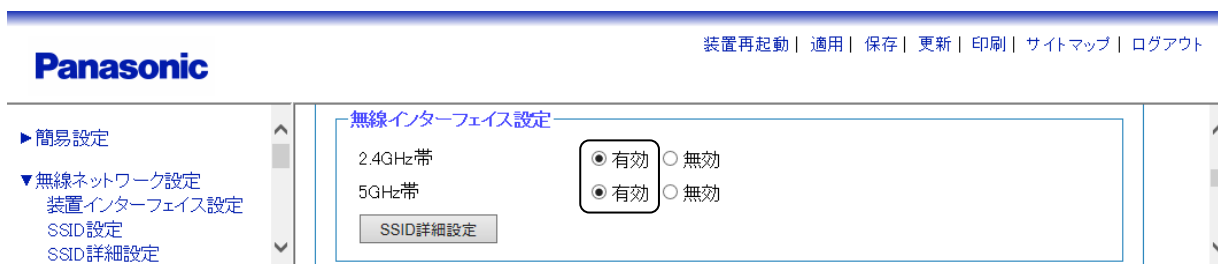 装置再起動| 適用| 保存| 更新| 印刷| サイトマップ| ログアウト
Panasonic
►簡易設定
▼無線ネットワーク設定
装置インターフェイス設定
SSID設定
SSID詳細設定
無線インターフェイス設定
2.4GHz帯 有効 無効
5GHz帯 有効 無効
SSID詳細設定